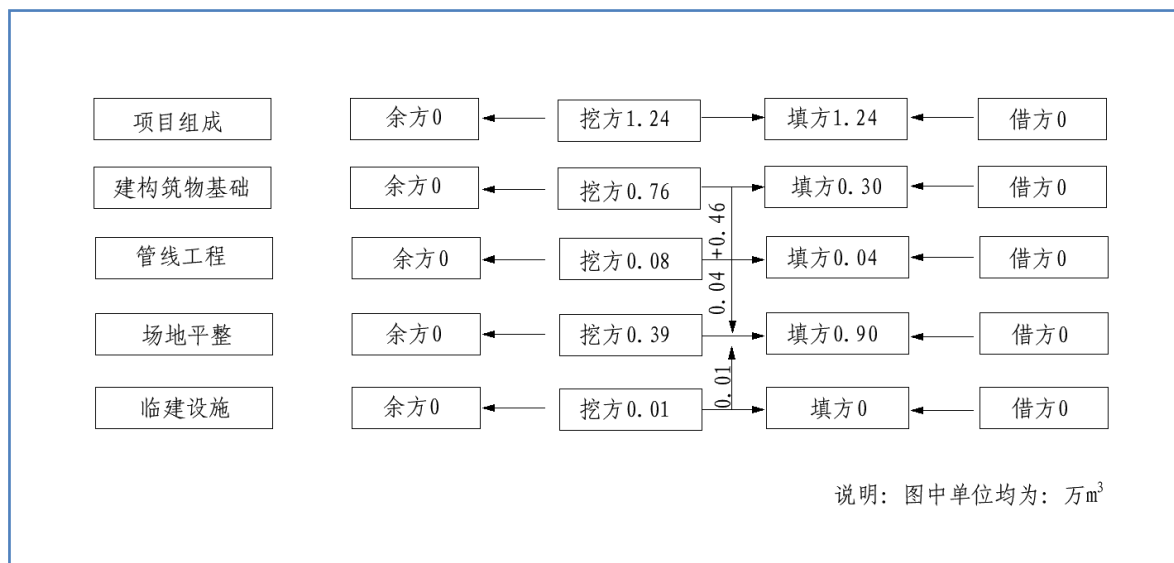 项目组成 余方0 挖方1.24 填方1.24 借方0
建构筑物基础 余方0 挖方0.76 填方0.30 借方0
0.04 +0.46
管线工程 余方0 挖方0.08 填方0.04 借方0
场地平整 余方0 挖方0.39 填方0.90 借方0
0.01
临建设施 余方0 挖方0.01 填方0 借方0
说明: 图中单位均为: 万m³